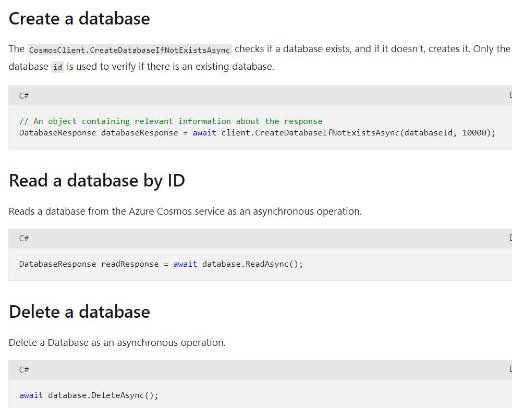 Create a database
The CosmosClient.CreateDatabaseIfNotExistsAsync checks if a database exists, and if it doesn't, creates it. Only the
database id is used to verify if there is an existing database.
C#
// An object containing relevant information about the response
DatabaseResponse databaseResponse = await client.CreateDatabaseIfNotExistsAsync(databaseId, 10000);
Read a database by ID
Reads a database from the Azure Cosmos service as an asynchronous operation.
C#
DatabaseResponse readResponse = await database.ReadAsync();
Delete a database
Delete a Database as an asynchronous operation.
C#
await database.DeleteAsync();